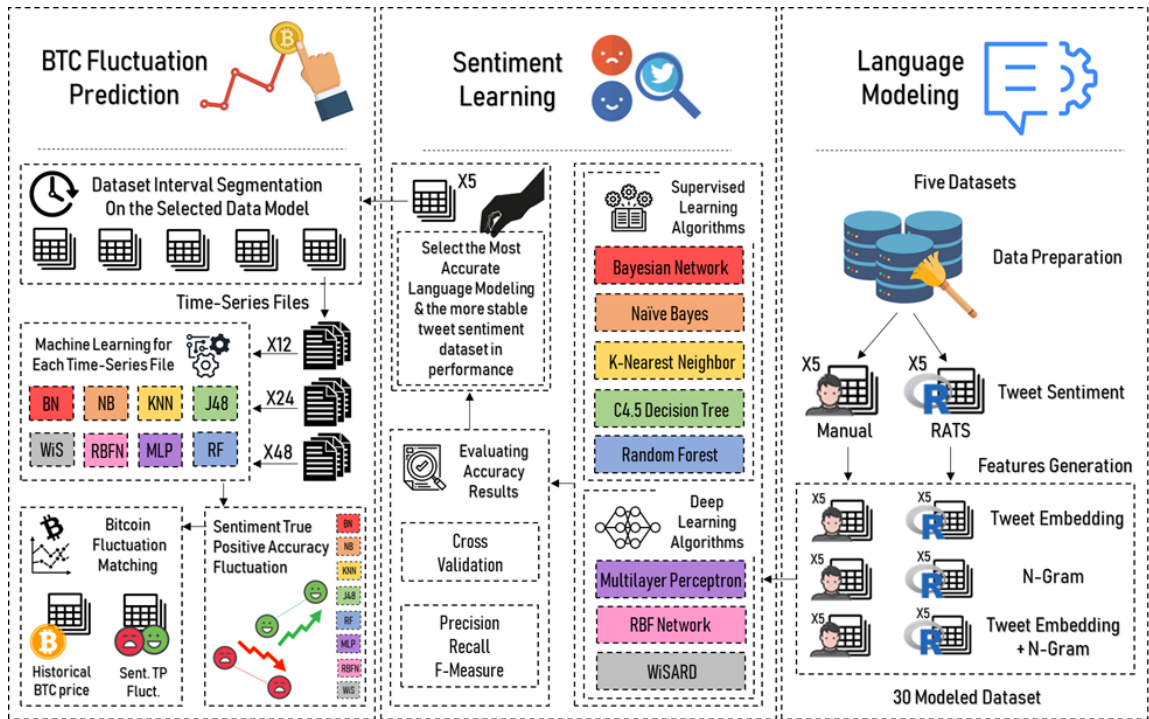 BTC Fluctuation
Prediction
Dataset Interval Segmentation
On the Selected Data Model
Time-Series Files
Machine Learning for
Each Time-Series File
BN
NB
KNN
J48
WiS
RBFN
MLP
RF
X12
X24
X48
Bitcoin
Fluctuation
Matching
Historical
BTC price
Sent. TP
Fluct.
Sentiment True
Positive Accuracy
Fluctuation
BN
NB
KNN
J48
RF
MLP
RBFN
WiS
Sentiment
Learning
X5
Select the Most
Accurate
Language Modeling
& the more stable
tweet sentiment
dataset in
performance
Evaluating
Accuracy
Results
Cross
Validation
Precision
Recall
F-Measure
Supervised
Learning
Algorithms
Bayesian Network
Naïve Bayes
K-Nearest Neighbor
C4.5 Decision Tree
Random Forest
Deep
Learning
Algorithms
Multilayer Perceptron
RBF Network
WiSARD
Language
Modeling
Five Datasets
Data Preparation
X5
X5
R
Tweet Sentiment
Manual
RATS
Features Generation
X5
X5
R
Tweet Embedding
X5
X5
R
N-Gram
X5
X5
R
Tweet Embedding
+ N-Gram
30 Modeled Dataset